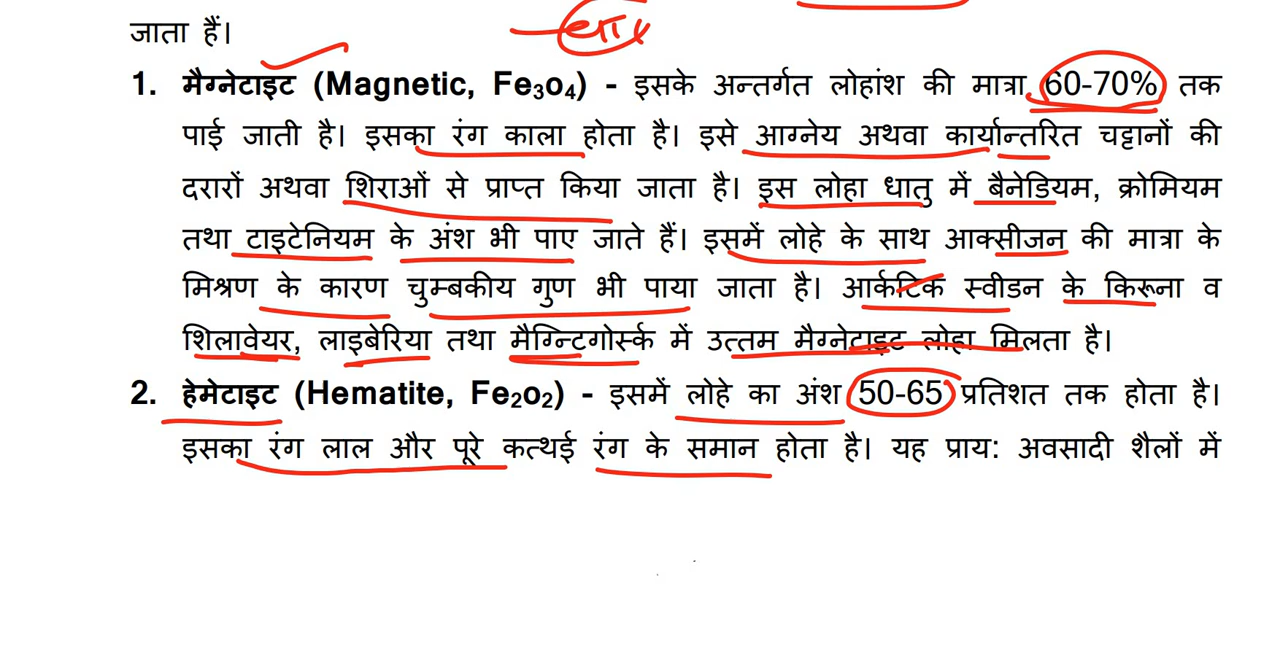 जाता हैं।
1. मैग्नेटाइट (Magnetic, Fe₃o₄) - इसके अन्तर्गत लोहांश की मात्रा 60-70% तक
पाई जाती है। इसका रंग काला होता है। इसे आग्नेय अथवा कार्यान्तरित चट्टानों की
दरारों अथवा शिराओं से प्राप्त किया जाता है। इस लोहा धातु में बैनेडियम, क्रोमियम
तथा टाइटेनियम के अंश भी पाए जाते हैं। इसमें लोहे के साथ आक्सीजन की मात्रा के
मिश्रण के कारण चुम्बकीय गुण भी पाया जाता है। आर्कटिक स्वीडन के किरूना व
शिलावेयर, लाइबेरिया तथा मैग्निटगोर्स्क में उत्तम मैग्नेटाइट लोहा मिलता है।
2. हेमेटाइट (Hematite, Fe₂o₂) - इसमें लोहे का अंश 50-65 प्रतिशत तक होता है।
इसका रंग लाल और पूरे कत्थई रंग के समान होता है। यह प्राय: अवसादी शैलों में